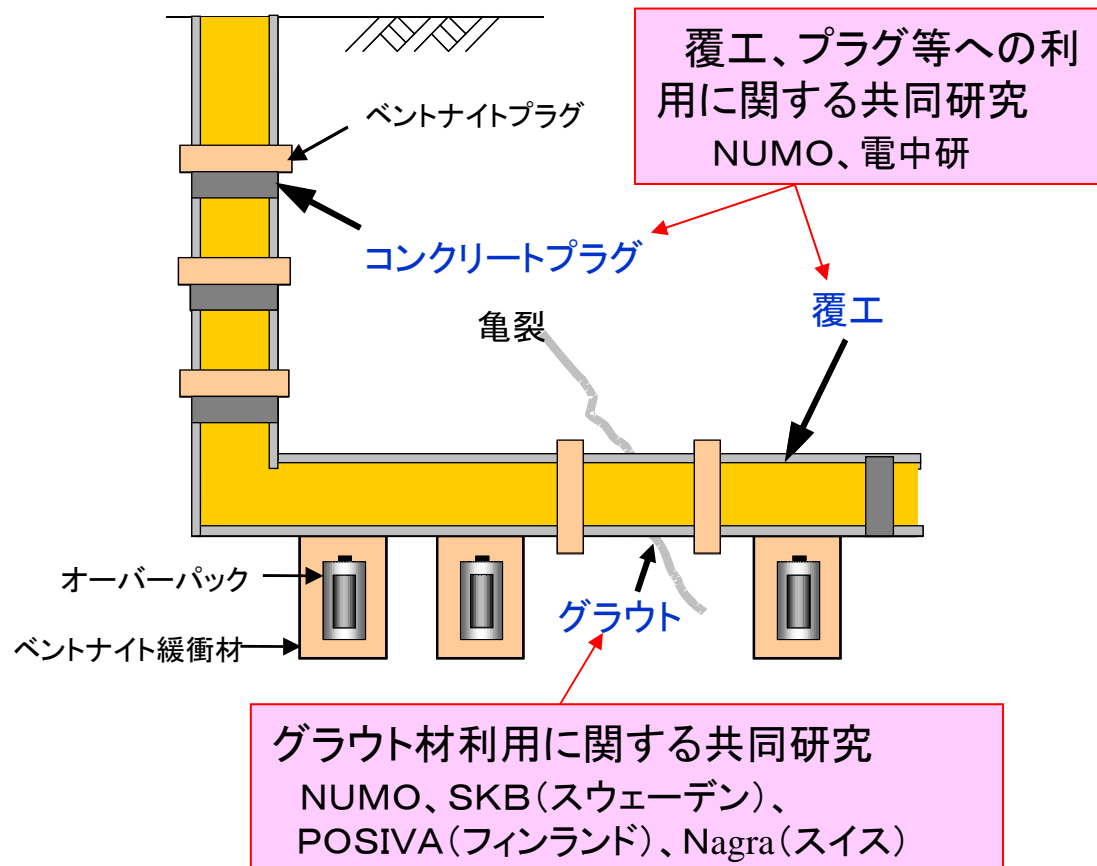 覆工、プラグ等への利
用に関する共同研究
NUMO、電中研
ベントナイトプラグ
コンクリートプラグ
覆工
亀裂
オーバーパック
グラウト
ベントナイト緩衝材
グラウト材利用に関する共同研究
NUMO、SKB（スウェーデン）、
POSIVA（フィンランド）、Nagra（スイス）